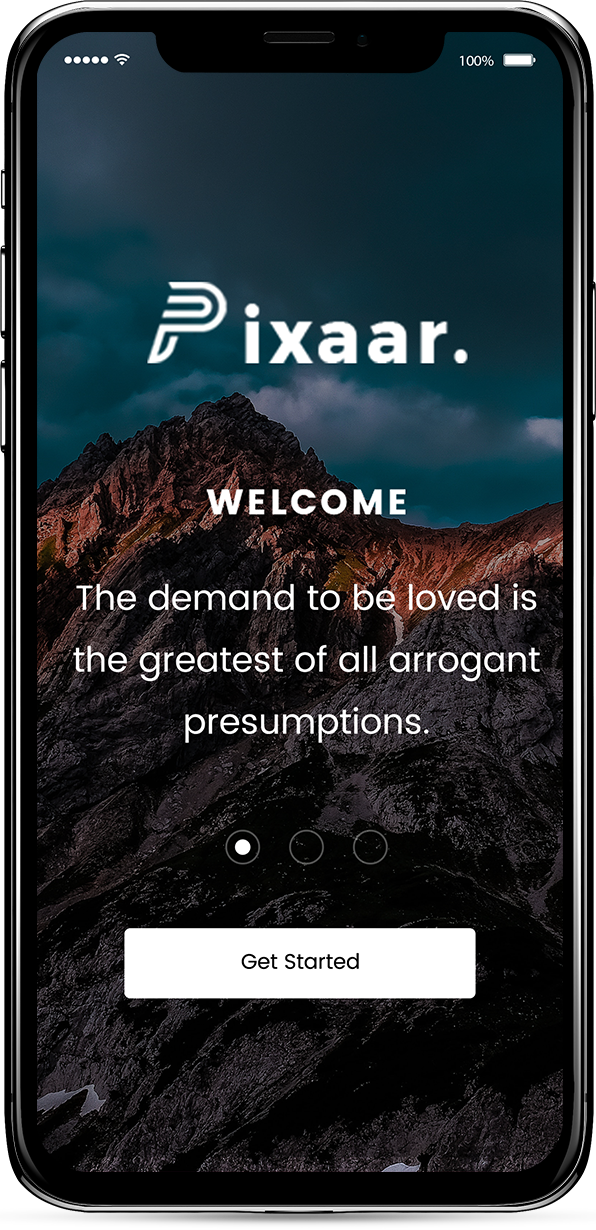 100%
Pixaar.
WELCOME
The demand to be loved is
the greatest of all arrogant
presumptions.
Get Started